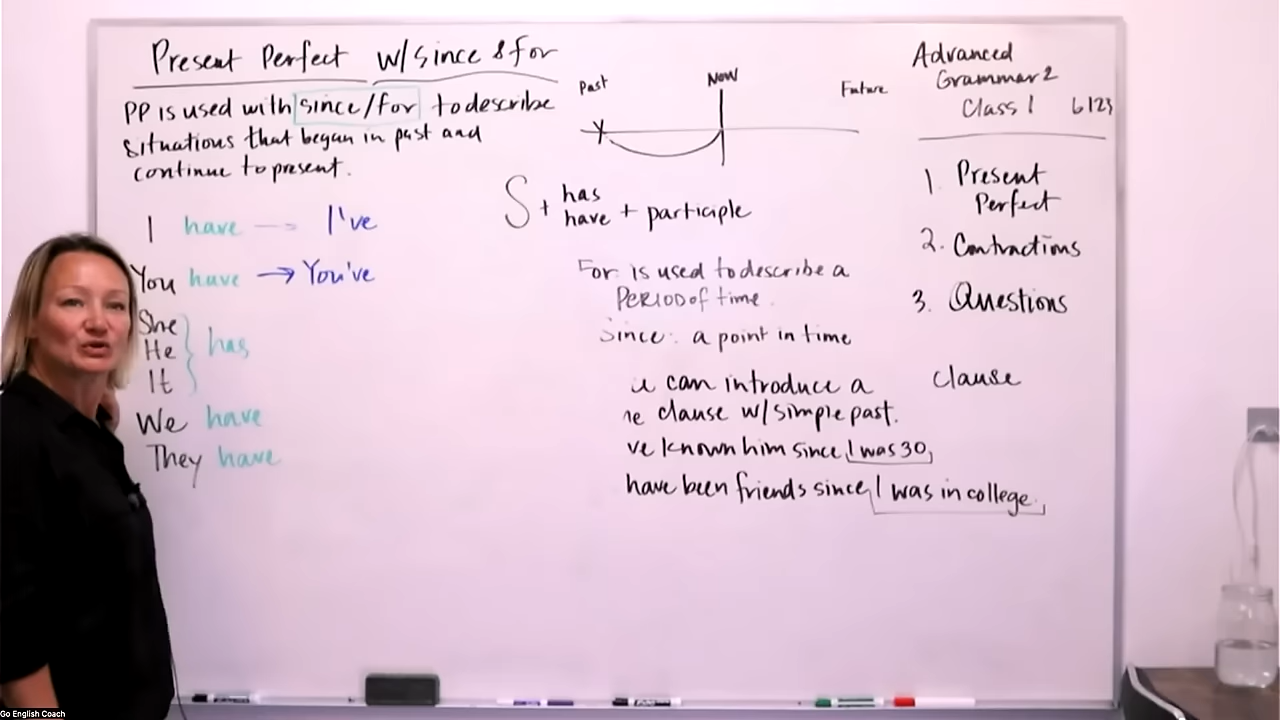 Present Perfect w/since & for
PP is used with since/for to describe
situations that began in past and
continue to present.
I have → I've
You have → You've
She
He
It
has
We have
They have
Past
Now
Future
S + has
have + participle
For: is used to describe a
PERIOD of time.
Since: a point in time
can introduce a
clause w/simple past.
've known him since I was 30,
have been friends since I was in college.
Advanced
Grammar 2
Class 1 6123
1. Present
Perfect
2. Contractions
3. Questions
clause
Go English Coach